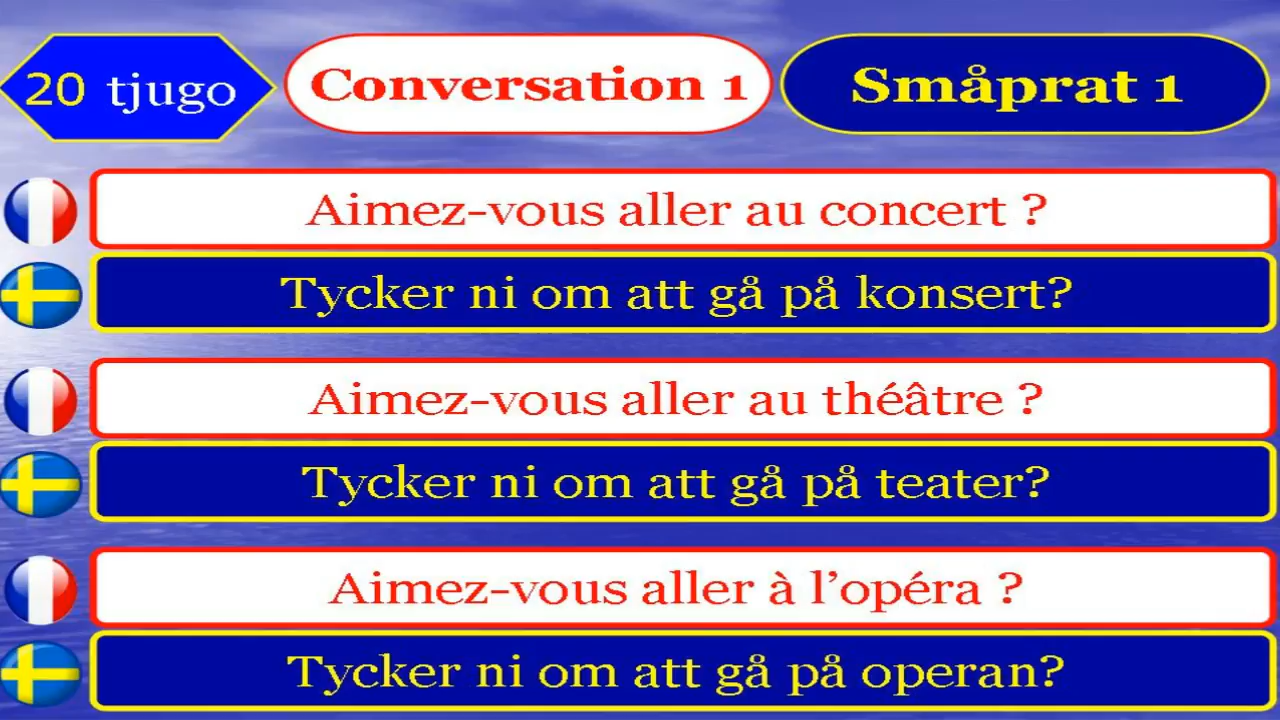 20 tjugo
Conversation 1
Småprat 1
Aimez-vous aller au concert ?
Tycker ni om att gå på konsert?
Aimez-vous aller au théâtre ?
Tycker ni om att gå på teater?
Aimez-vous aller à l’opéra ?
Tycker ni om att gå på operan?